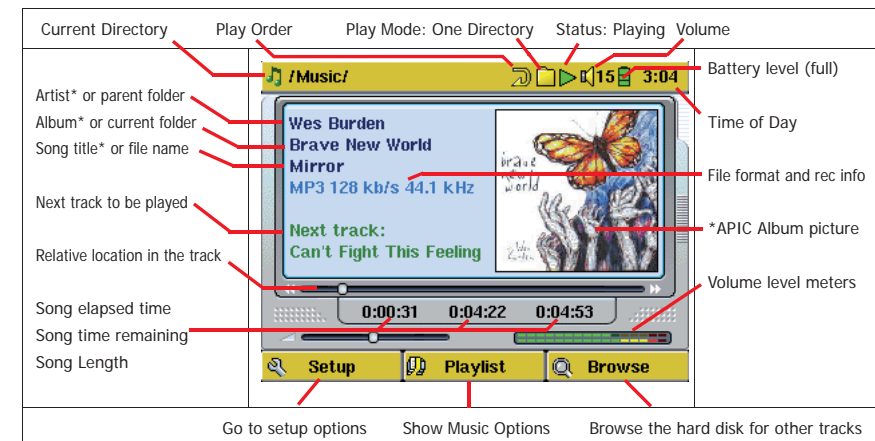 Current Directory
Play Order
Play Mode: One Directory
Status: Playing
Volume
/Music/
15
3:04
Battery level (full)
Time of Day
Artist* or parent folder
Album* or current folder
Song title* or file name
Wes Burden
Brave New World
Mirror
MP3 128 kb/s 44.1 kHz
brave
new
world
File format and rec info
Next track to be played
Next track:
Can't Fight This Feeling
*APIC Album picture
Relative location in the track
Volume level meters
Song elapsed time
Song time remaining
Song Length
0:00:31
0:04:22
0:04:53
Setup
Playlist
Browse
Go to setup options
Show Music Options
Browse the hard disk for other tracks